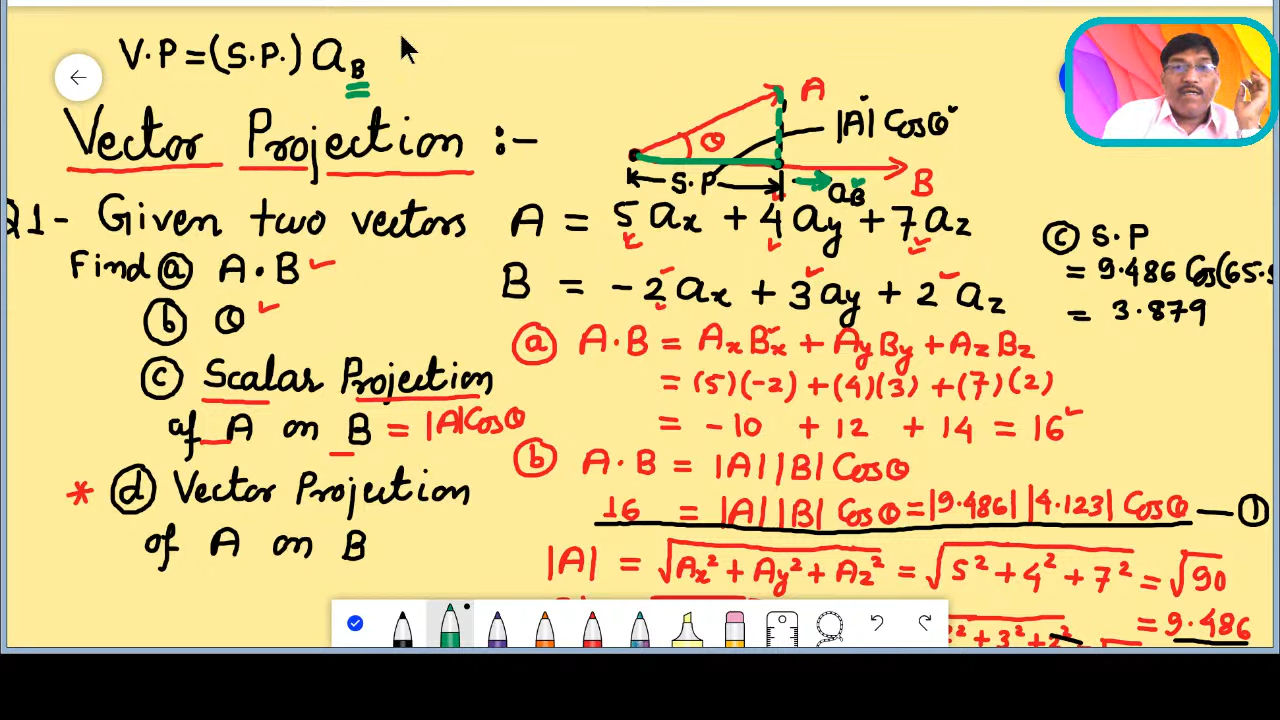 V.P=(S.P.) aB
Vector Projection :-
A
θ
|A| Cosθ
S.P
aB
B
Q1- Given two vectors A = 5ax + 4ay + 7az
B = -2ax + 3ay + 2az
Find (a) A.B
(b) θ
(c) Scalar Projection
of A on B = |A|Cosθ
* (d) Vector Projection
of A on B
(c) S.P
= 9.486 Cos(65.
= 3.879
(a) A.B = AxBx + AyBy + AzBz
= (5)(-2) + (4)(3) + (7)(2)
= -10 + 12 + 14 = 16
(b) A.B = |A||B| Cosθ
16 = |A||B| Cosθ = |9.486||4.123| Cosθ — (1)
|A| = √Ax² + Ay² + Az² = √5² + 4² + 7² = √90
= 9.486
² + 3² + 2²